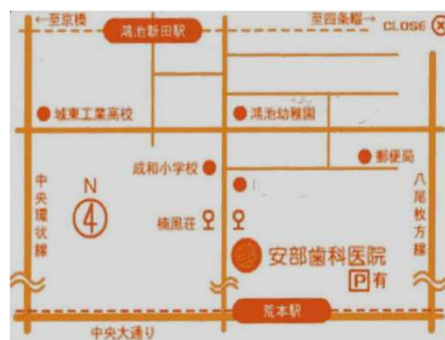 ←至京橋
至四条畷→
CLOSE ⊗
鴻池新田駅
城東工業高校
鴻池幼稚園
郵便局
成和小学校
中央環状線
八尾枚方線
N
楠風荘
安部歯科医院
P有
荒本駅
中央大通り